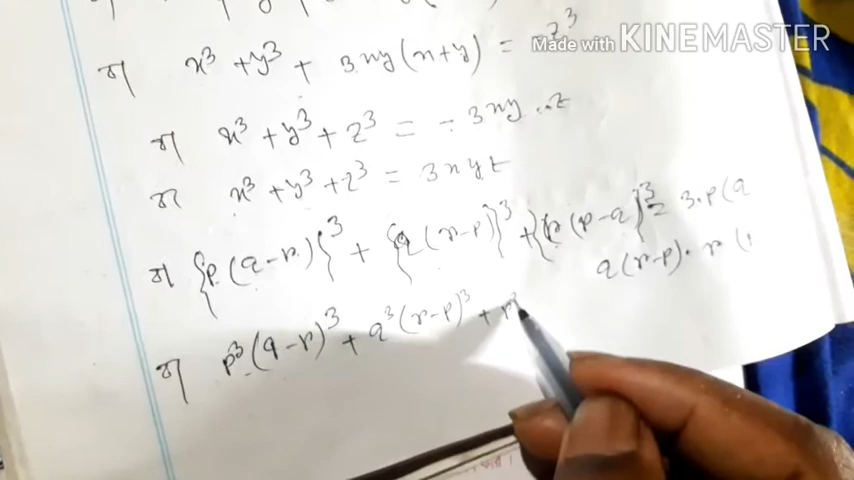 বা x³ + y³ + 3xy(x+y) = -z³
Made with KINEMASTER
বা x³ + y³ + z³ = -3xy.-z
বা x³ + y³ + z³ = 3xyz
বা {p(q-r)}³ + {q(r-p)}³ + {r(p-q)}³ = 3.p(q
q(r-p). r (
বা p³(q-r)³ + q³(r-p)³ + r³